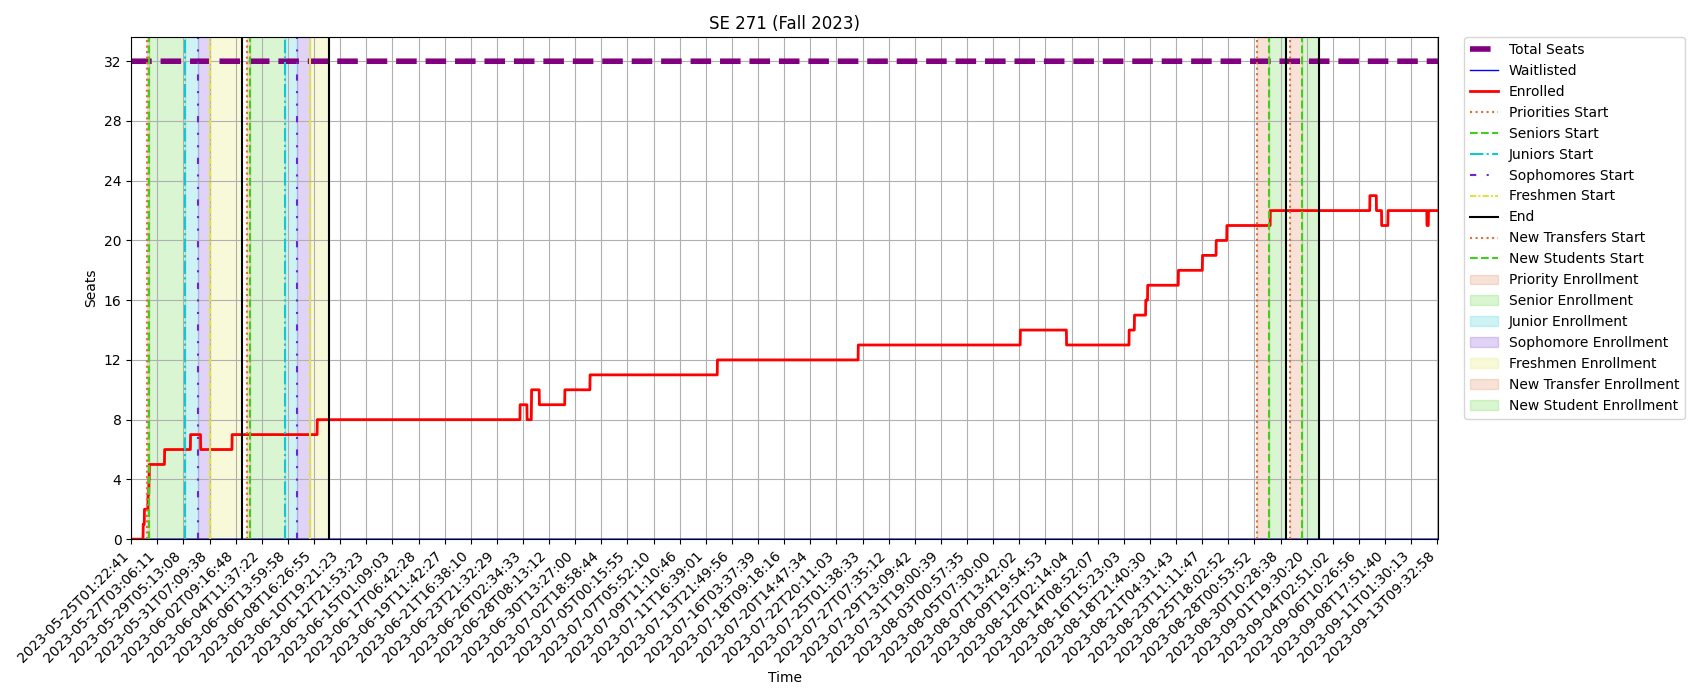 SE 271 (Fall 2023)
Seats
32
28
24
20
16
12
8
4
0
2023-05-25T01:22:41
2023-05-27T03:06:11
2023-05-29T05:13:08
2023-05-31T07:09:38
2023-06-02T09:16:48
2023-06-04T11:37:22
2023-06-06T13:59:58
2023-06-08T16:26:55
2023-06-10T19:21:23
2023-06-12T21:53:23
2023-06-15T01:09:03
2023-06-17T06:42:28
2023-06-19T11:42:27
2023-06-21T16:38:10
2023-06-23T21:32:29
2023-06-26T02:34:33
2023-06-28T08:13:12
2023-06-30T13:27:00
2023-07-02T18:58:44
2023-07-05T00:15:55
2023-07-07T05:52:10
2023-07-09T11:10:46
2023-07-11T16:39:01
2023-07-13T21:49:56
2023-07-16T03:37:39
2023-07-18T09:18:16
2023-07-20T14:47:34
2023-07-22T20:11:03
2023-07-25T01:38:33
2023-07-27T07:35:12
2023-07-29T13:09:42
2023-07-31T19:00:39
2023-08-03T00:57:35
2023-08-05T07:30:00
2023-08-07T13:42:02
2023-08-09T19:54:53
2023-08-12T02:14:04
2023-08-14T08:52:07
2023-08-16T15:23:03
2023-08-18T21:40:30
2023-08-21T04:31:43
2023-08-23T11:11:47
2023-08-25T18:02:52
2023-08-28T00:53:52
2023-08-30T10:28:38
2023-09-01T19:30:20
2023-09-04T02:51:02
2023-09-06T10:26:56
2023-09-08T17:51:40
2023-09-11T01:30:13
2023-09-13T09:32:58
Time
Total Seats
Waitlisted
Enrolled
Priorities Start
Seniors Start
Juniors Start
Sophomores Start
Freshmen Start
End
New Transfers Start
New Students Start
Priority Enrollment
Senior Enrollment
Junior Enrollment
Sophomore Enrollment
Freshmen Enrollment
New Transfer Enrollment
New Student Enrollment